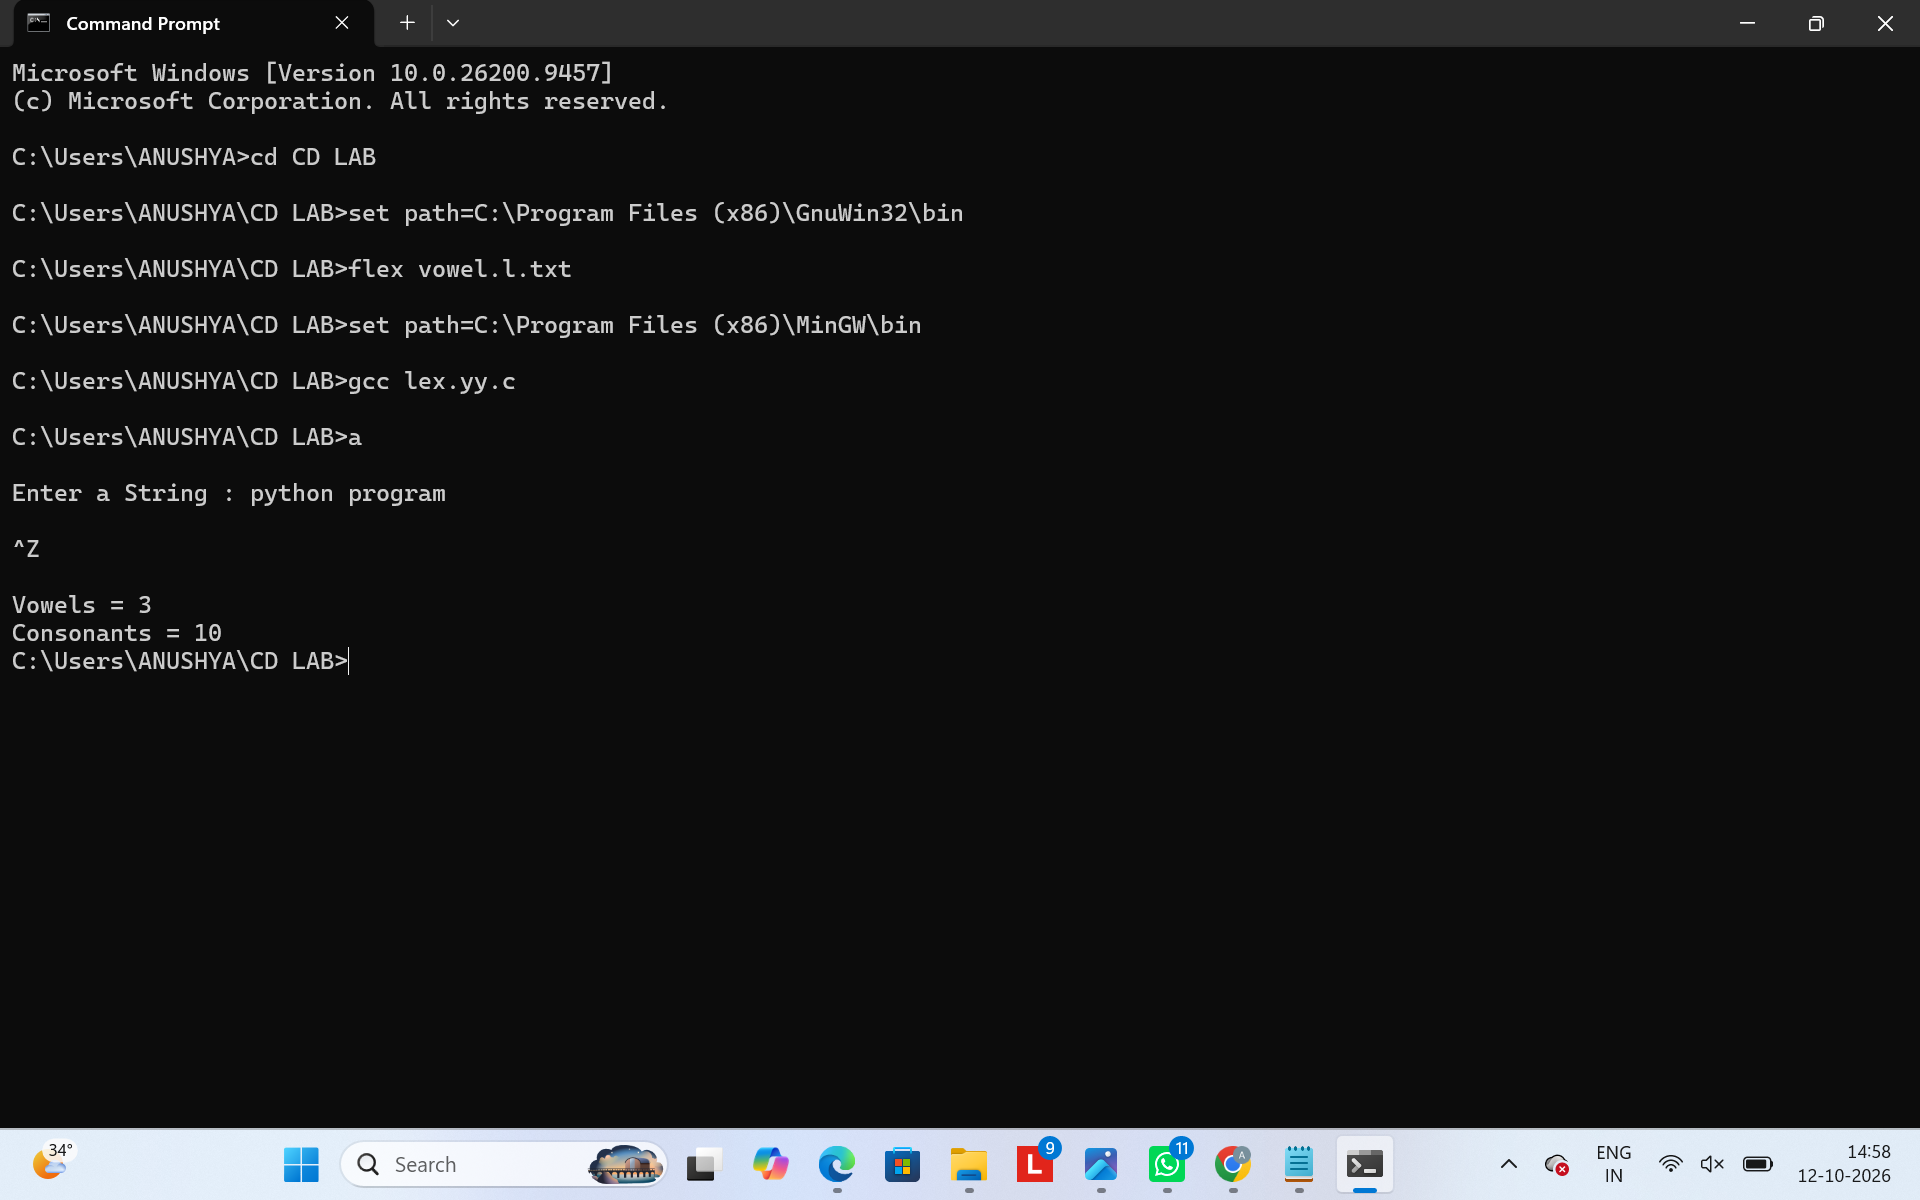 Command Prompt
Microsoft Windows [Version 10.0.26200.9457]
(c) Microsoft Corporation. All rights reserved.
C:\Users\ANUSHYA>cd CD LAB
C:\Users\ANUSHYA\CD LAB>set path=C:\Program Files (x86)\GnuWin32\bin
C:\Users\ANUSHYA\CD LAB>flex vowel.l.txt
C:\Users\ANUSHYA\CD LAB>set path=C:\Program Files (x86)\MinGW\bin
C:\Users\ANUSHYA\CD LAB>gcc lex.yy.c
C:\Users\ANUSHYA\CD LAB>a
Enter a String : python program
^Z
Vowels = 3
Consonants = 10
C:\Users\ANUSHYA\CD LAB>
34°
Search
L 9
11
A
ENG
IN
14:58
12-10-2026